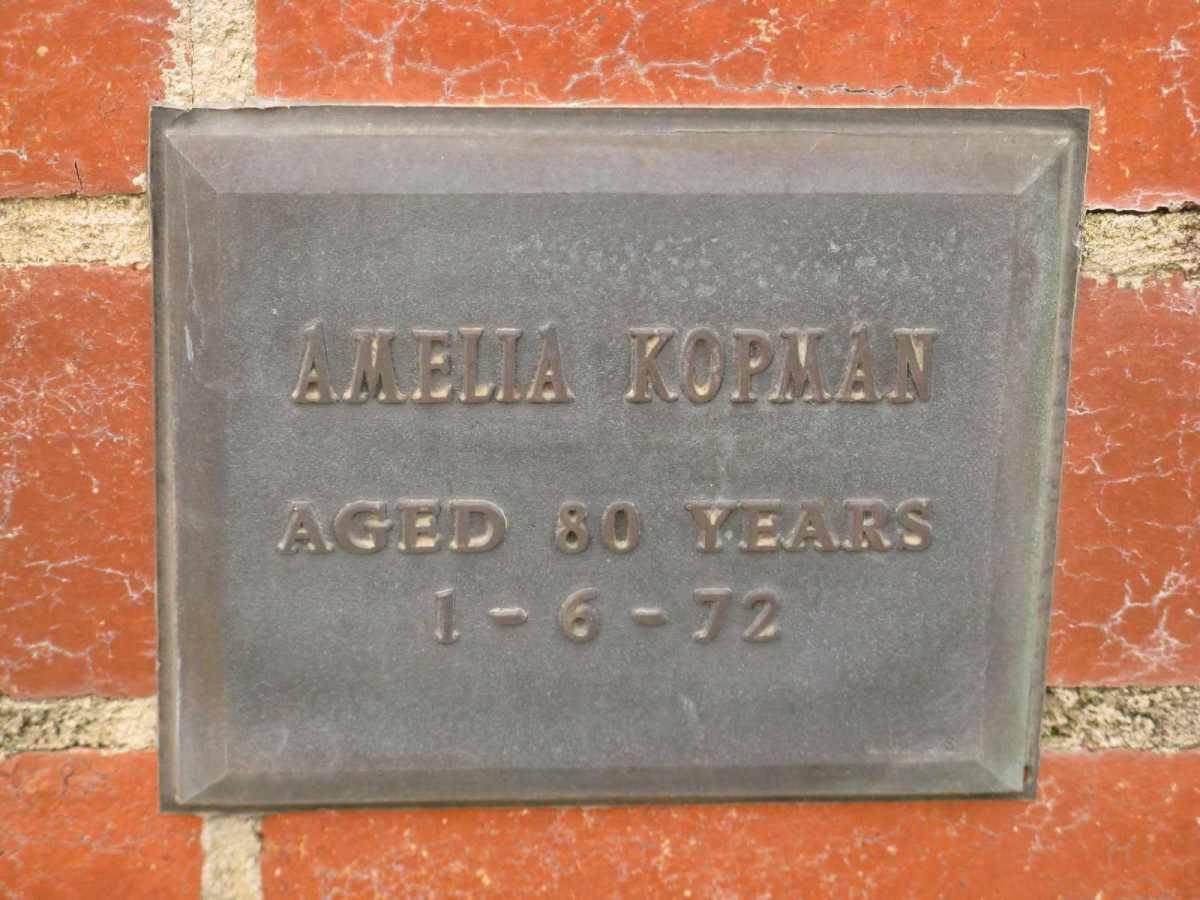 AMELIA KOPMAN
AGED 80 YEARS
1-6-72